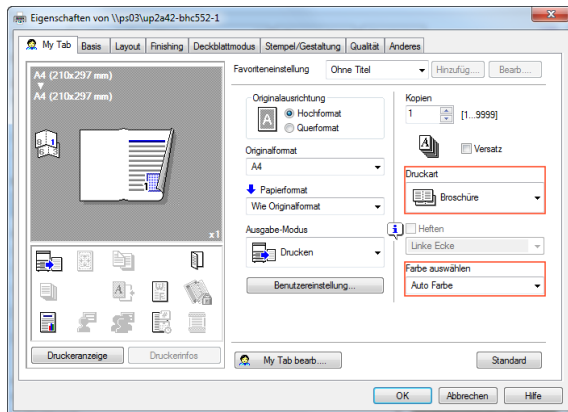 Eigenschaften von \\ps03\up2a42-bhc552-1
My Tab Basis Layout Finishing Deckblattmodus Stempel/Gestaltung Qualität Anderes
A4 (210x297 mm)
A4 (210x297 mm)
x1
Druckeranzeige Druckerinfos
Favoriteneinstellung Ohne Titel Hinzufüg.... Bearb....
Originalausrichtung
Hochformat
Querformat
Originalformat
A4
Papierformat
Wie Originalformat
Ausgabe-Modus
Drucken
Benutzereinstellung...
Kopien
1 [1...9999]
Versatz
Druckart
Broschüre
Heften
Linke Ecke
Farbe auswählen
Auto Farbe
My Tab bearb.... Standard
OK Abbrechen Hilfe